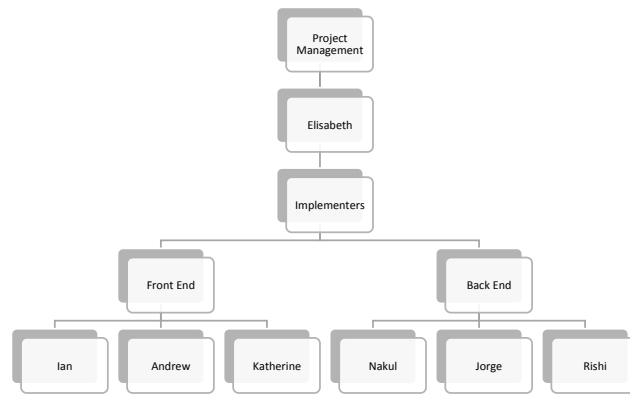 Project
Management
Elisabeth
Implementers
Front End
Back End
Ian
Andrew
Katherine
Nakul
Jorge
Rishi